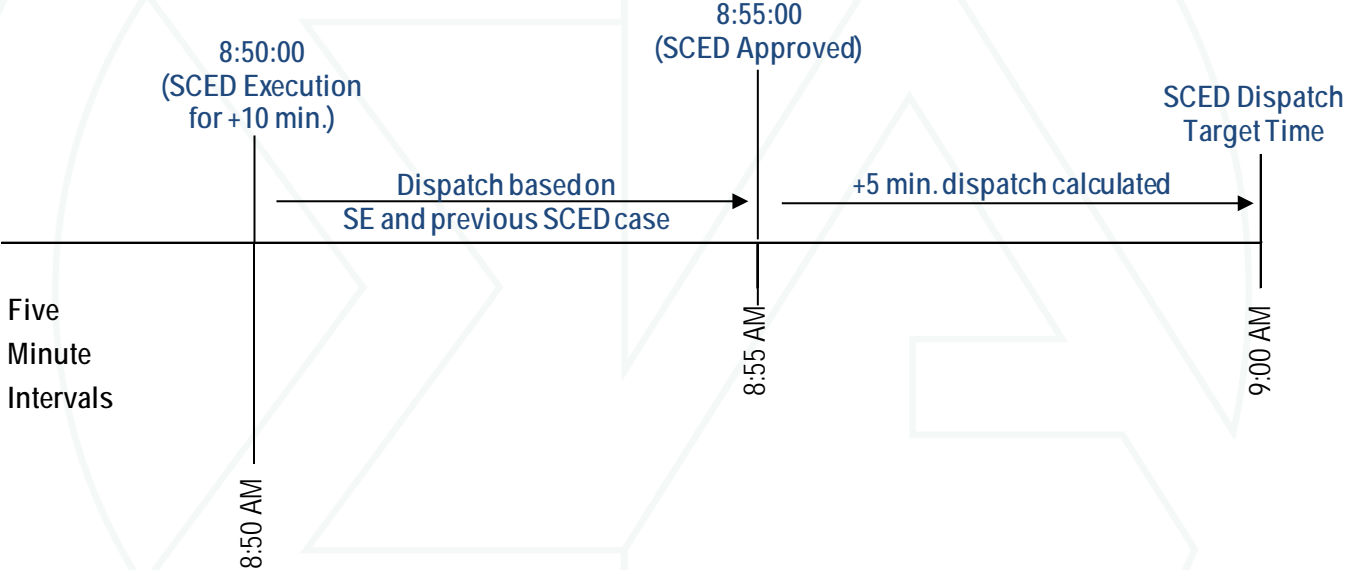 8:50:00
(SCED Execution
for +10 min.)
8:55:00
(SCED Approved)
SCED Dispatch
Target Time
Dispatch based on
SE and previous SCED case
+5 min. dispatch calculated
Five
Minute
Intervals
8:50 AM
8:55 AM
9:00 AM